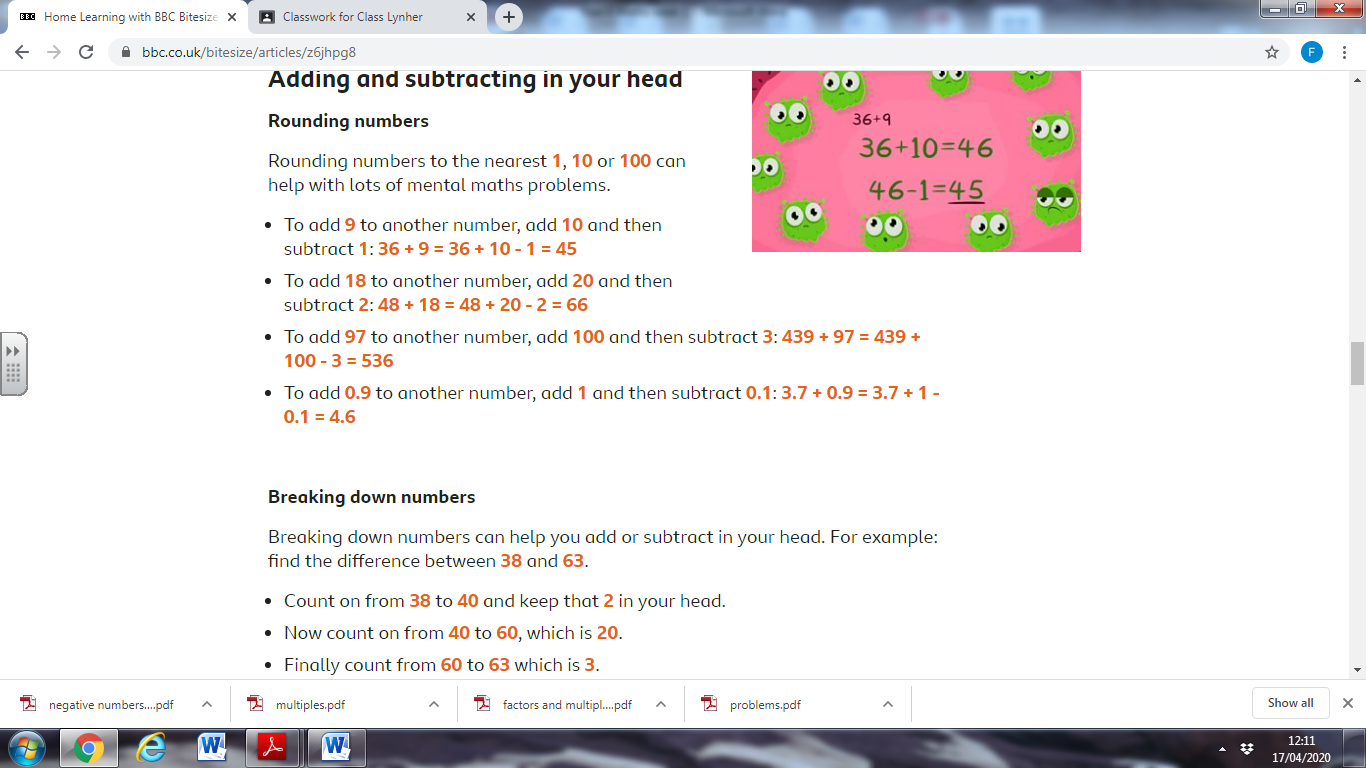 Home Learning with BBC Bitesize
Classwork for Class Lynher
bbc.co.uk/bitesize/articles/z6jhpg8
F
Adding and subtracting in your head
Rounding numbers
Rounding numbers to the nearest 1, 10 or 100 can
help with lots of mental maths problems.
• To add 9 to another number, add 10 and then
subtract 1: 36 + 9 = 36 + 10 - 1 = 45
• To add 18 to another number, add 20 and then
subtract 2: 48 + 18 = 48 + 20 - 2 = 66
• To add 97 to another number, add 100 and then subtract 3: 439 + 97 = 439 +
100 - 3 = 536
• To add 0.9 to another number, add 1 and then subtract 0.1: 3.7 + 0.9 = 3.7 + 1 -
0.1 = 4.6
36+9
36+10=46
46-1=45
Breaking down numbers
Breaking down numbers can help you add or subtract in your head. For example:
find the difference between 38 and 63.
• Count on from 38 to 40 and keep that 2 in your head.
• Now count on from 40 to 60, which is 20.
• Finally count from 60 to 63 which is 3.
negative numbers....pdf
multiples.pdf
factors and multipl....pdf
problems.pdf
Show all
12:11
17/04/2020